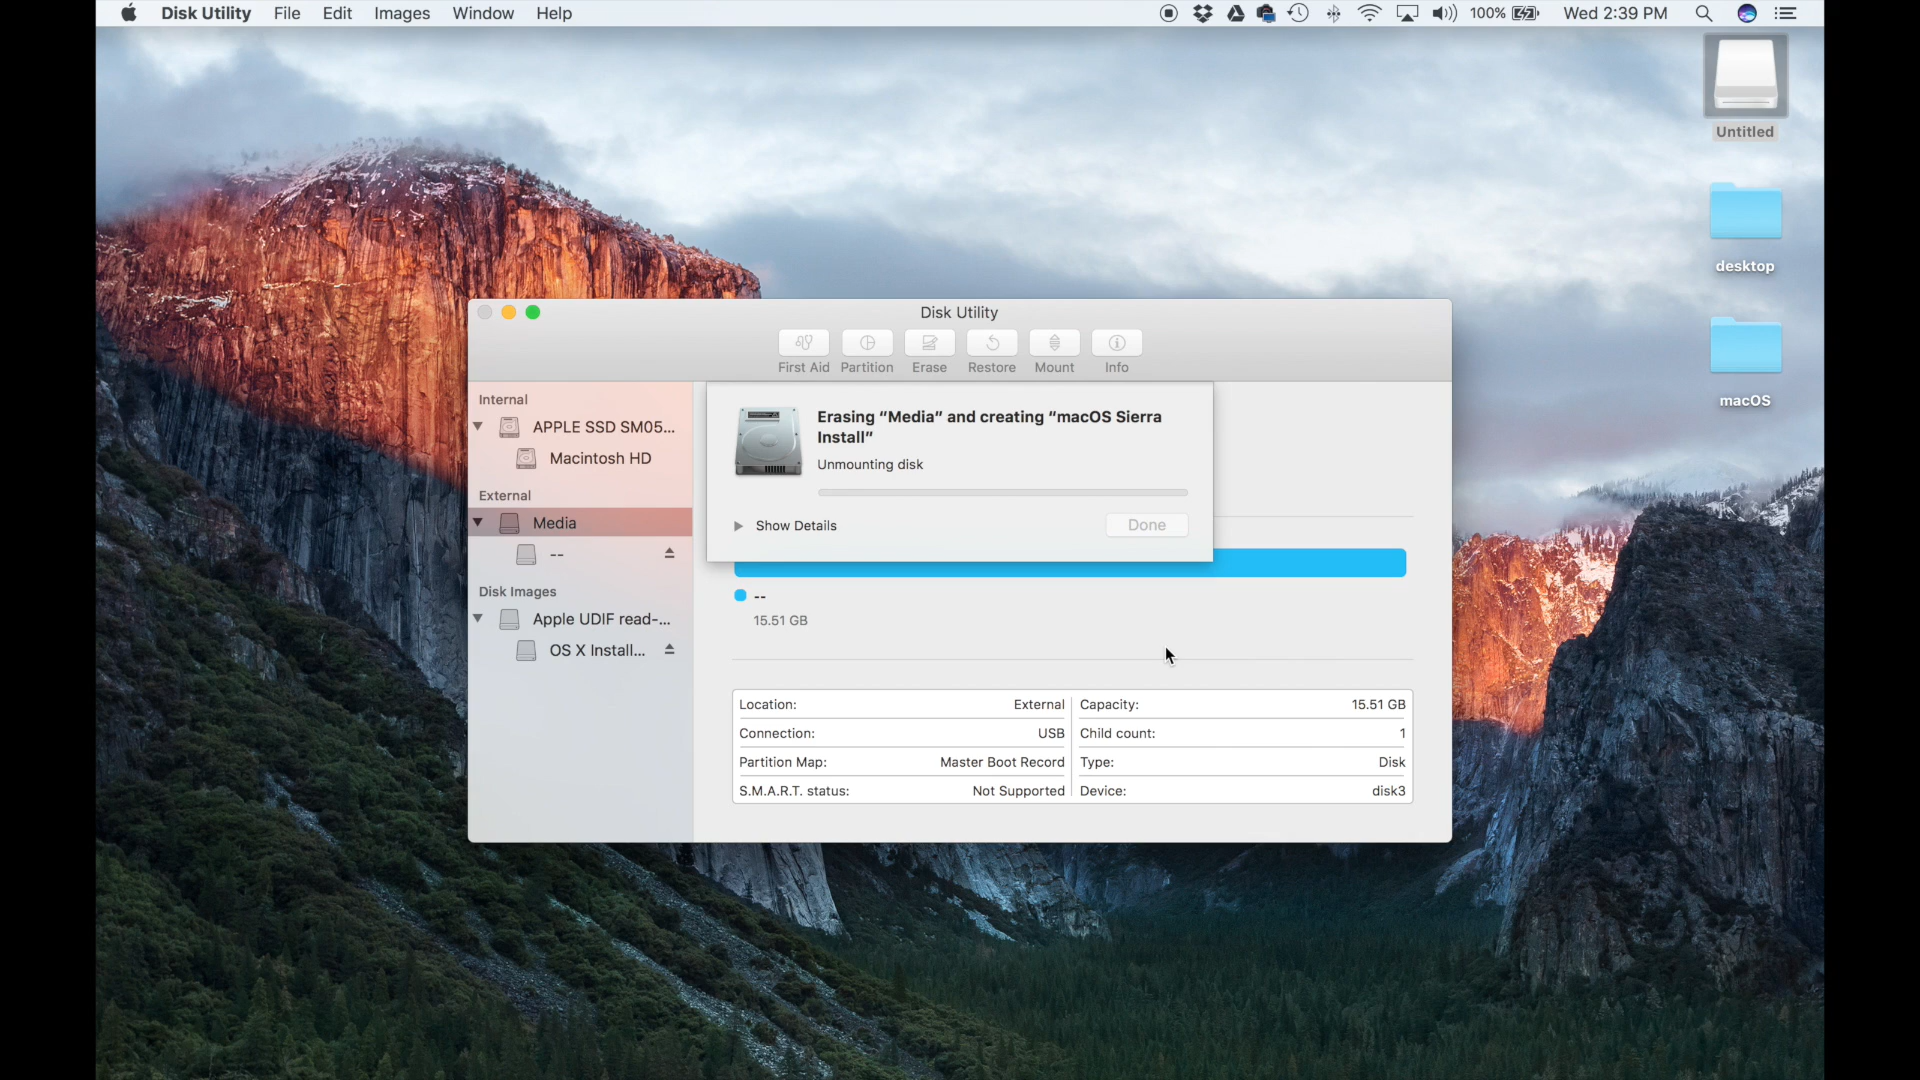 Disk Utility File Edit Images Window Help 100% Wed 2:39 PM
Untitled
desktop
macOS
Disk Utility
First Aid Partition Erase Restore Mount Info
Internal
APPLE SSD SM05...
Macintosh HD
External
Media
--
Disk Images
Apple UDIF read-...
OS X Install...
Erasing “Media” and creating “macOS Sierra
Install”
Unmounting disk
Show Details Done
--
15.51 GB
Location: External Capacity: 15.51 GB
Connection: USB Child count: 1
Partition Map: Master Boot Record Type: Disk
S.M.A.R.T. status: Not Supported Device: disk3